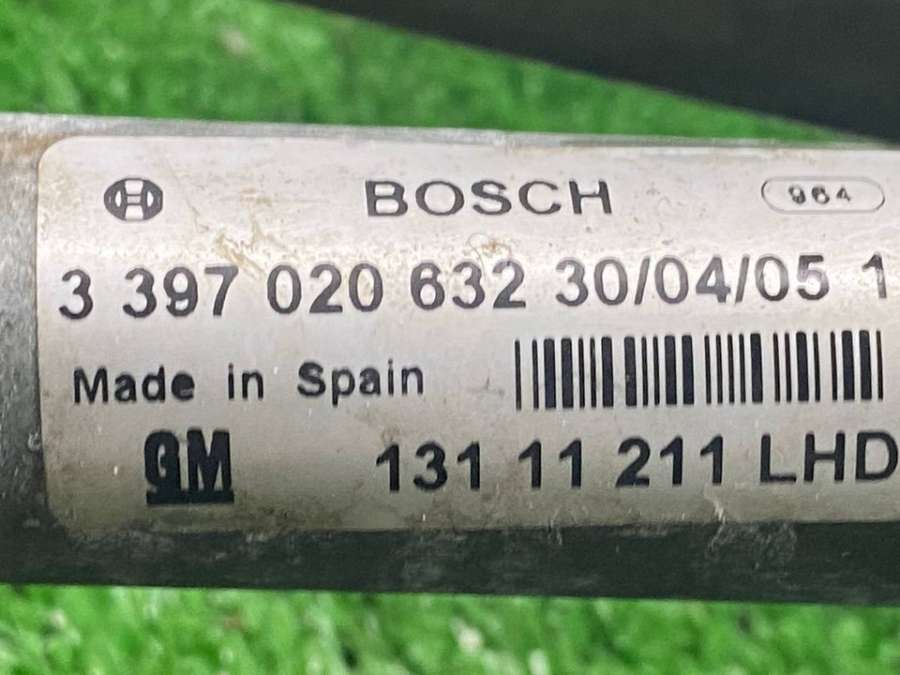 BOSCH 964
3 397 020 632 30/04/05 1
Made in Spain
GM 131 11 211 LHD